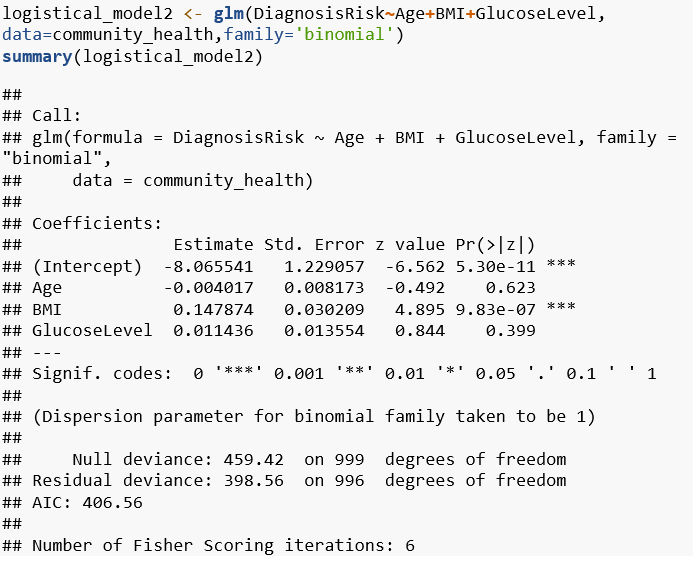 logistical_model2 <- glm(DiagnosisRisk~Age+BMI+GlucoseLevel,
data=community_health,family='binomial')
summary(logistical_model2)
##
## Call:
## glm(formula = DiagnosisRisk ~ Age + BMI + GlucoseLevel, family =
"binomial",
##     data = community_health)
##
## Coefficients:
##               Estimate Std. Error z value Pr(>|z|)
## (Intercept)  -8.065541   1.229057  -6.562 5.30e-11 ***
## Age          -0.004017   0.008173  -0.492    0.623
## BMI           0.147874   0.030209   4.895 9.83e-07 ***
## GlucoseLevel  0.011436   0.013554   0.844    0.399
## ---
## Signif. codes:  0 '***' 0.001 '**' 0.01 '*' 0.05 '.' 0.1 ' ' 1
##
## (Dispersion parameter for binomial family taken to be 1)
##
##     Null deviance: 459.42  on 999  degrees of freedom
## Residual deviance: 398.56  on 996  degrees of freedom
## AIC: 406.56
##
## Number of Fisher Scoring iterations: 6